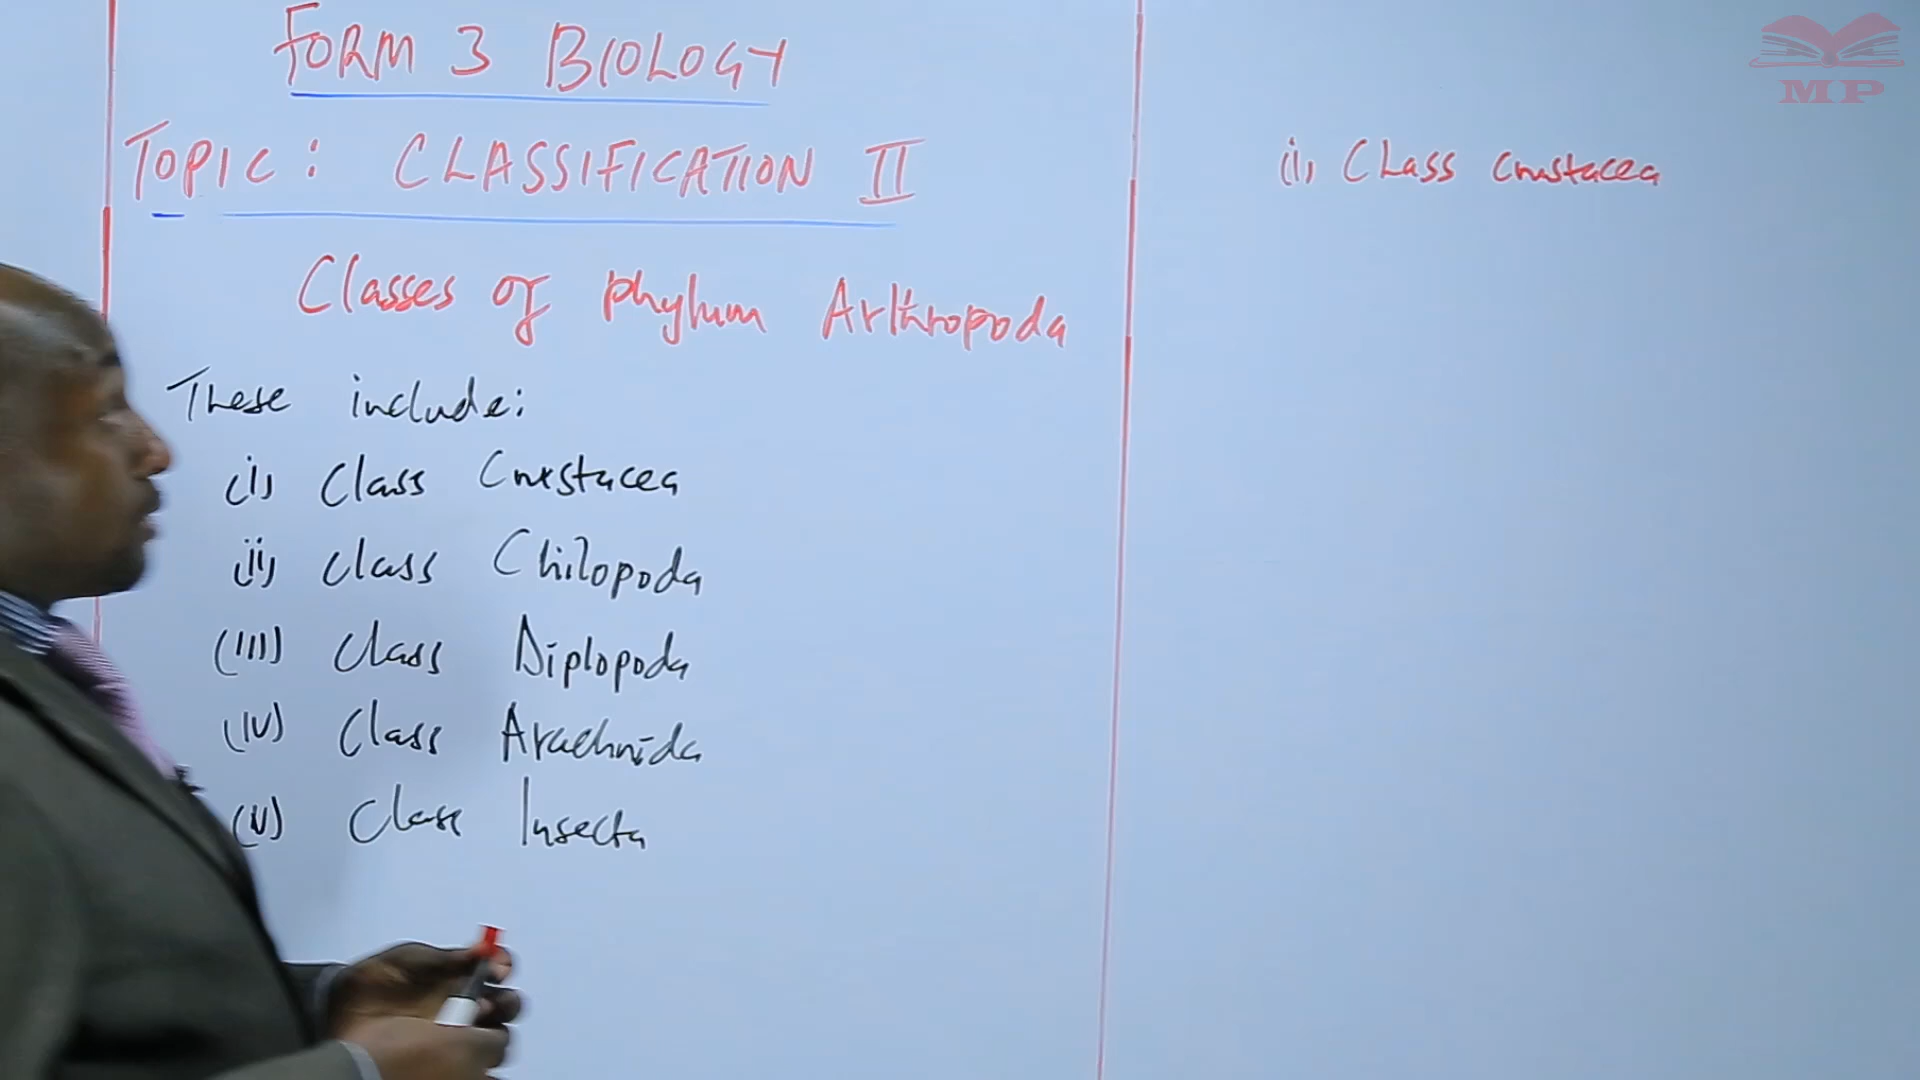 FORM 3 BIOLOGY
TOPIC: CLASSIFICATION II
Classes of phylum Arthropoda
These include:
(i) Class Crustacea
(ii) Class Chilopoda
(III) Class Diplopoda
(IV) Class Arachnida
(V) Class Insecta
(i) Class Crustacea
MP